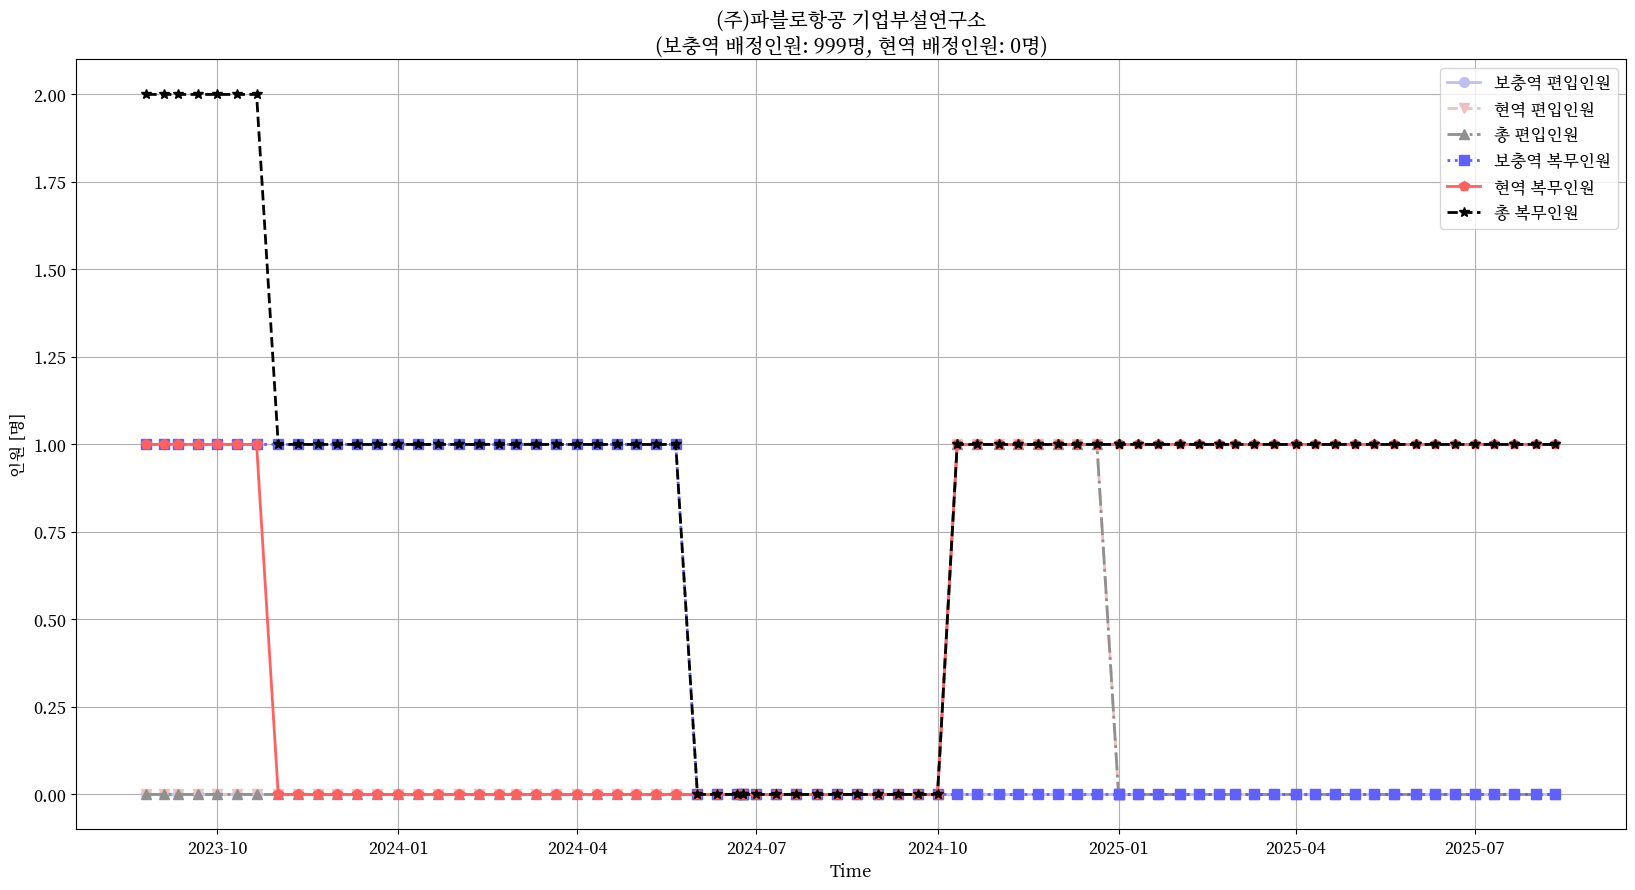 (주)파블로항공 기업부설연구소
(보충역 배정인원: 999명, 현역 배정인원: 0명)
보충역 편입인원
현역 편입인원
총 편입인원
보충역 복무인원
현역 복무인원
총 복무인원
2.00
1.75
1.50
1.25
1.00
0.75
0.50
0.25
0.00
인원 [명]
2023-10
2024-01
2024-04
2024-07
2024-10
2025-01
2025-04
2025-07
Time